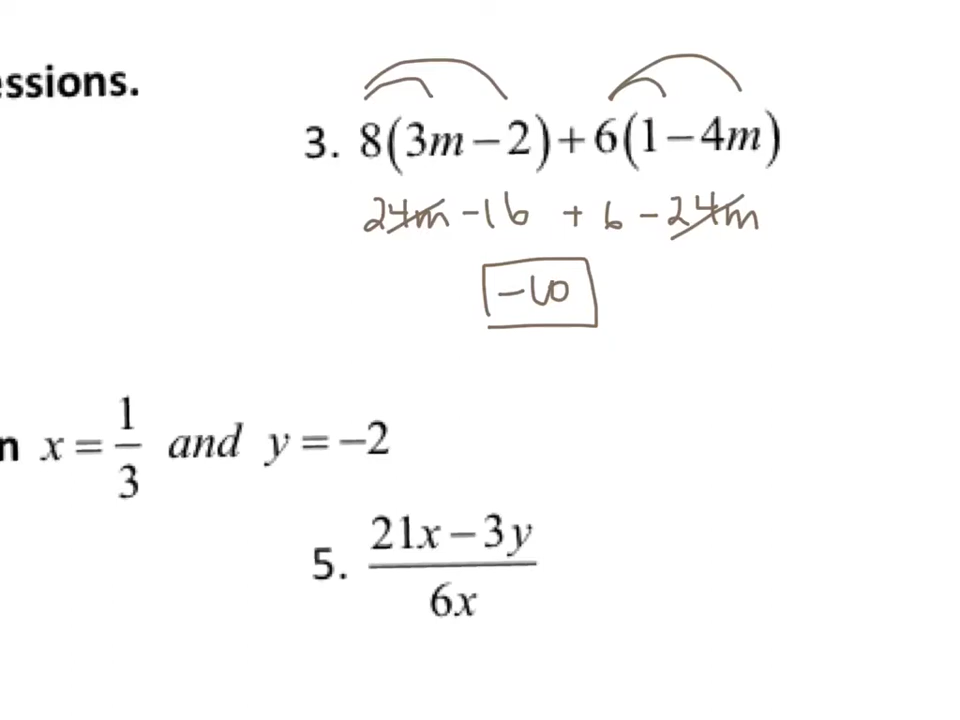 essions.
3. 8(3m−2)+6(1−4m)
24m −16 + 6 −24m
−10
n x = 1/3 and y = −2
5. (21x−3y)/(6x)